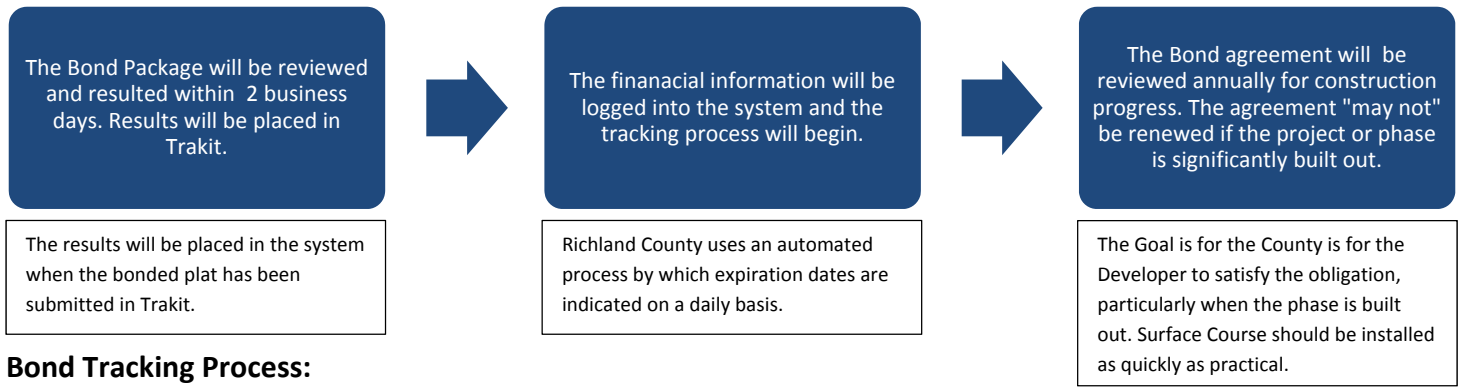 The Bond Package will be reviewed
and resulted within 2 business
days. Results will be placed in
Trakit.
The finanacial information will be
logged into the system and the
tracking process will begin.
The Bond agreement will be
reviewed annually for construction
progress. The agreement "may not"
be renewed if the project or phase
is significantly built out.
The results will be placed in the system
when the bonded plat has been
submitted in Trakit.
Richland County uses an automated
process by which expiration dates are
indicated on a daily basis.
The Goal is for the County is for the
Developer to satisfy the obligation,
particularly when the phase is built
out. Surface Course should be installed
as quickly as practical.
Bond Tracking Process: